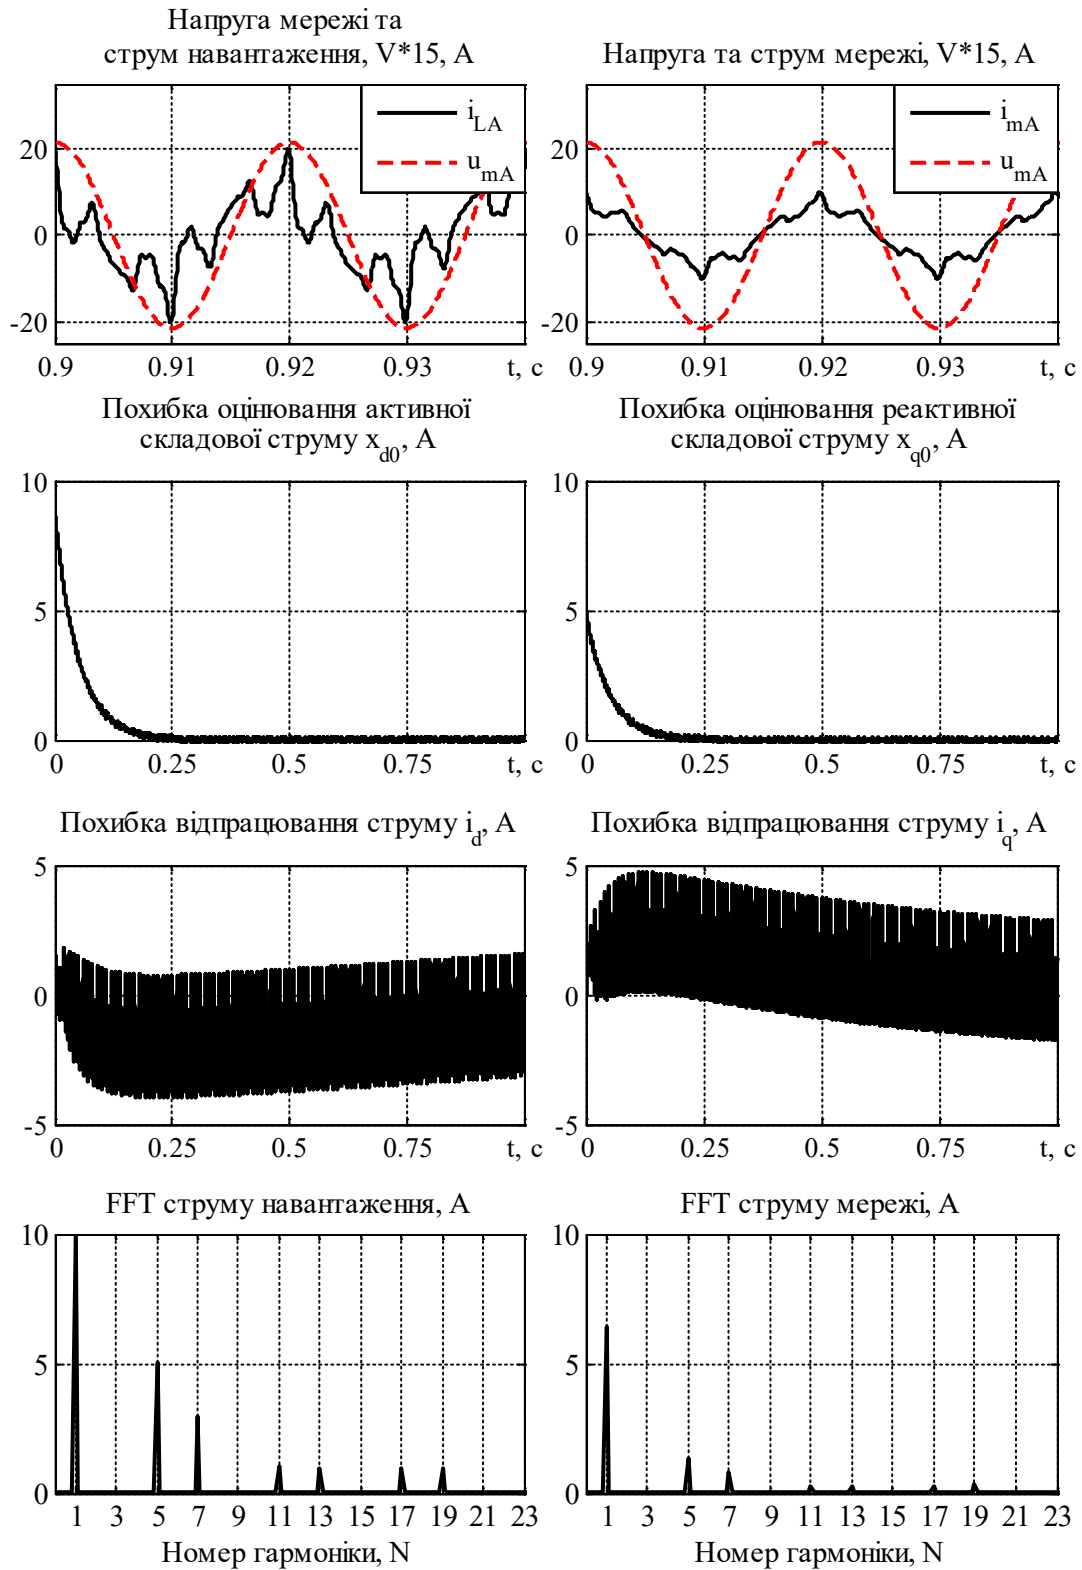 Напруга мережі та
струм навантаження, V*15, A
i_LA
u_mA
20
0
-20
0.9 0.91 0.92 0.93 t, c
Напруга та струм мережі, V*15, A
i_mA
u_mA
20
0
-20
0.9 0.91 0.92 0.93 t, c
Похибка оцінювання активної
складової струму x_d0, A
10
5
0
0 0.25 0.5 0.75 t, c
Похибка оцінювання реактивної
складової струму x_q0, A
10
5
0
0 0.25 0.5 0.75 t, c
Похибка відпрацювання струму i_d, A
5
0
-5
0 0.25 0.5 0.75 t, c
Похибка відпрацювання струму i_q, A
5
0
-5
0 0.25 0.5 0.75 t, c
FFT струму навантаження, A
10
5
0
1 3 5 7 9 11 13 15 17 19 21 23
Номер гармоніки, N
FFT струму мережі, A
10
5
0
1 3 5 7 9 11 13 15 17 19 21 23
Номер гармоніки, N